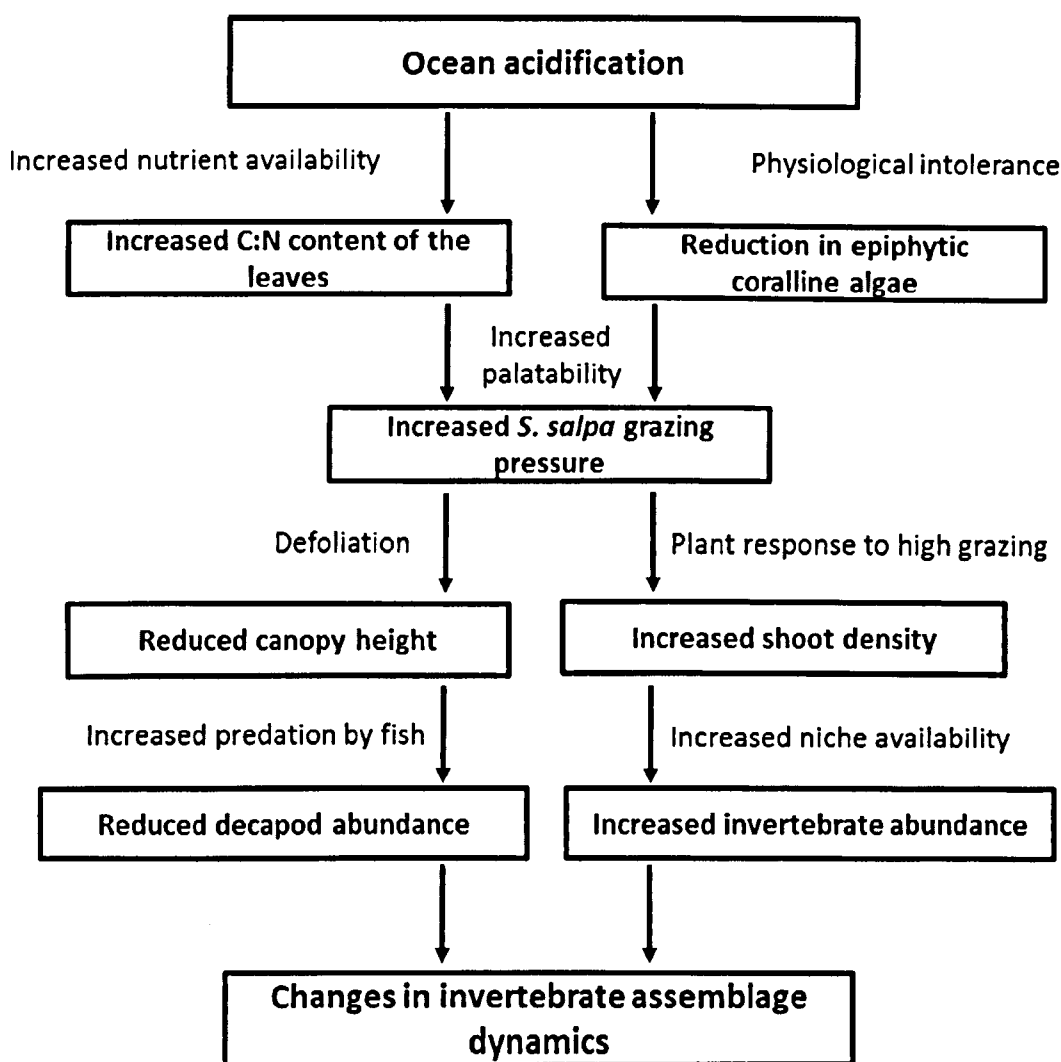 Ocean acidification
Increased nutrient availability
Physiological intolerance
Increased C:N content of the
leaves
Reduction in epiphytic
coralline algae
Increased
palatability
Increased S. salpa grazing
pressure
Defoliation
Plant response to high grazing
Reduced canopy height
Increased shoot density
Increased predation by fish
Increased niche availability
Reduced decapod abundance
Increased invertebrate abundance
Changes in invertebrate assemblage
dynamics